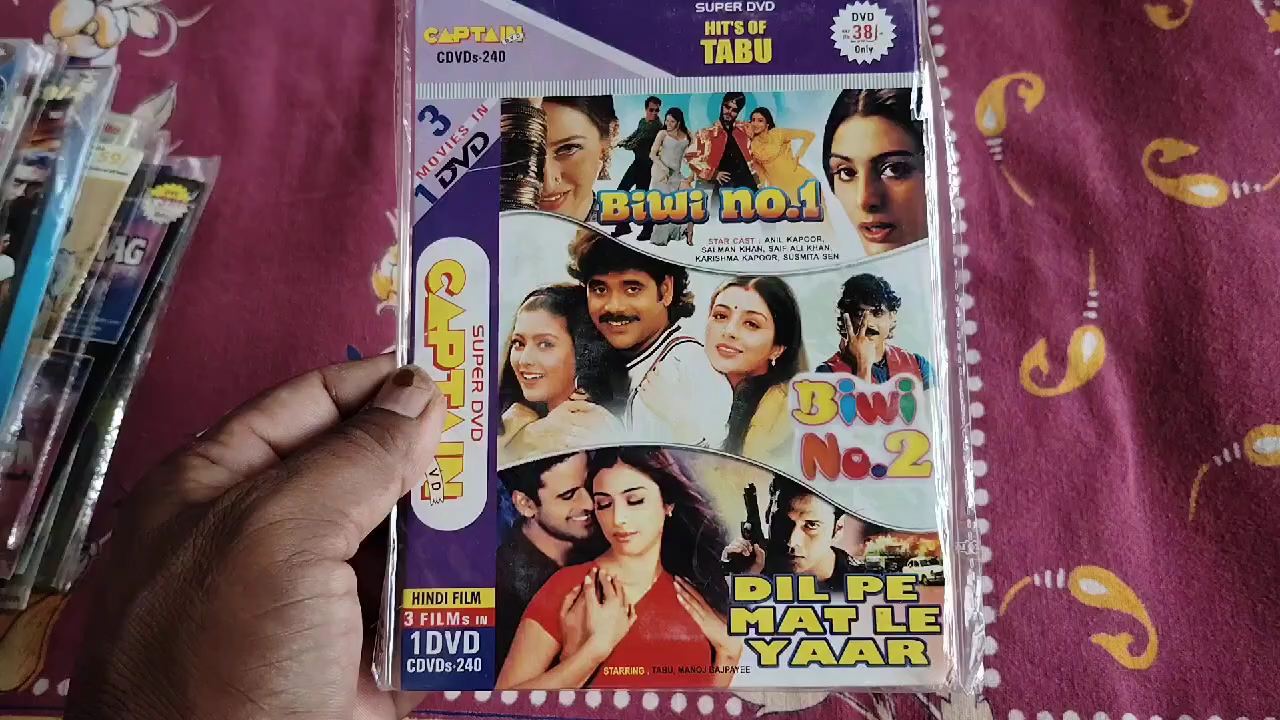 SUPER DVD
CAPTAIN
CDVDs-240
HIT'S OF
TABU
DVD
38/-
Only
3
MOVIES IN
1 DVD
Biwi no.1
STAR CAST : ANIL KAPOOR,
SALMAN KHAN, SAIF ALI KHAN,
KARISHMA KAPOOR, SUSMITA SEN
CAPTAIN
SUPER DVD
Biwi
No.2
DIL PE
MAT LE
YAAR
STARRING : TABU, MANOJ BAJPAYEE
HINDI FILM
3 FILMs IN
1DVD
CDVDs-240
59/
AG